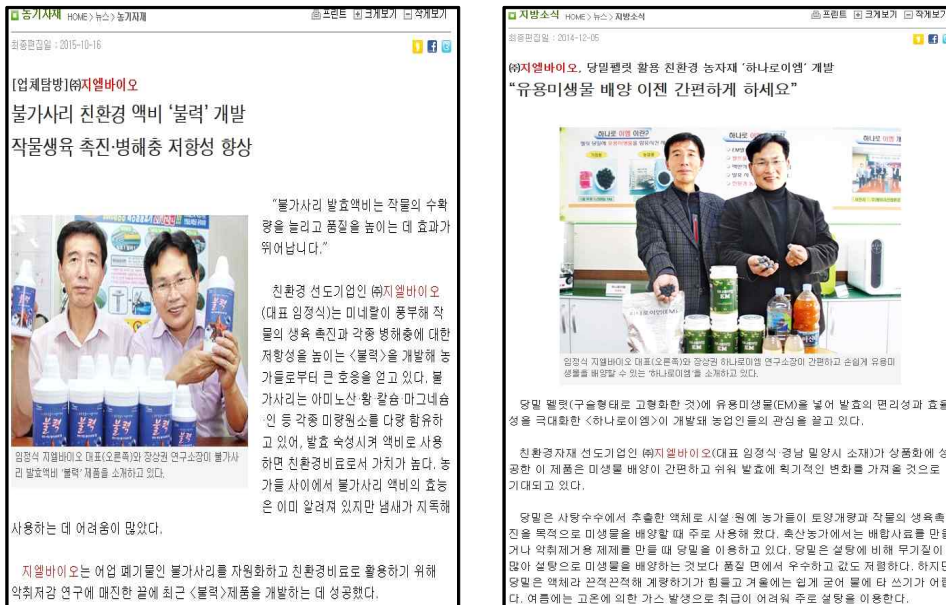 농기자재 HOME > 뉴스 > 농기자재
프린트 크게보기 작게보기
최종편집일 : 2015-10-16
[업체탐방]㈜지엘바이오
불가사리 친환경 액비 ‘불력’ 개발
작물생육 촉진·병해충 저항성 향상
“불가사리 발효액비는 작물의 수확
량을 늘리고 품질을 높이는 데 효과가
뛰어납니다.”
친환경 선도기업인 ㈜지엘바이오
(대표 임정식)는 미네랄이 풍부해 작
물의 생육 촉진과 각종 병해충에 대한
저항성을 높이는 〈불력〉을 개발해 농
가들로부터 큰 호응을 얻고 있다. 불
가사리는 아미노산·황·칼슘·마그네슘
·인 등 각종 미량원소를 다량 함유하
고 있어, 발효 숙성시켜 액비로 사용
하면 친환경비료로서 가치가 높다. 농
가들 사이에서 불가사리 액비의 효능
은 이미 알려져 있지만 냄새가 지독해
사용하는 데 어려움이 많았다.
불력
불력
불력
불력
임정식 지엘바이오 대표(오른쪽)와 장상권 연구소장이 불가사
리 발효액비 ‘불력’ 제품을 소개하고 있다.
지엘바이오는 어업 폐기물인 불가사리를 자원화하고 친환경비료로 활용하기 위해
악취저감 연구에 매진한 끝에 최근 〈불력〉제품을 개발하는 데 성공했다.
지방소식 HOME > 뉴스 > 지방소식
프린트 크게보기 작게보기
최종편집일 : 2014-12-05
㈜지엘바이오, 당밀펠릿 활용 친환경 농자재 ‘하나로이엠’ 개발
“유용미생물 배양 이젠 간편하게 하세요”
하나로 이엠 이란?
하나로
EM
임정식 지엘바이오 대표(오른쪽)와 장상권 하나로이엠 연구소장이 간편하고 손쉽게 유용미
생물을 배양할 수 있는 ‘하나로이엠’을 소개하고 있다.
당밀 펠릿(구슬형태로 고형화한 것)에 유용미생물(EM)을 넣어 발효의 편리성과 효율
성을 극대화한 〈하나로이엠〉이 개발돼 농업인들의 관심을 끌고 있다.
친환경자재 선도기업인 ㈜지엘바이오(대표 임정식·경남 밀양시 소재)가 상품화에 성
공한 이 제품은 미생물 배양이 간편하고 쉬워 발효에 획기적인 변화를 가져올 것으로
기대되고 있다.
당밀은 사탕수수에서 추출한 액체로 시설·원예 농가들이 토양개량과 작물의 생육촉
진을 목적으로 미생물을 배양할 때 주로 사용해 왔다. 축산농가에서는 배합사료를 만들
거나 악취제거용 제제를 만들 때 당밀을 이용하고 있다. 당밀은 설탕에 비해 무기질이
많아 설탕으로 미생물을 배양하는 것보다 품질 면에서 우수하고 값도 저렴하다. 하지만
당밀은 액체라 끈적끈적해 계량하기가 힘들고 겨울에는 쉽게 굳어 물에 타 쓰기가 어렵
다. 여름에는 고온에 의한 가스 발생으로 취급이 어려워 주로 설탕을 이용한다.